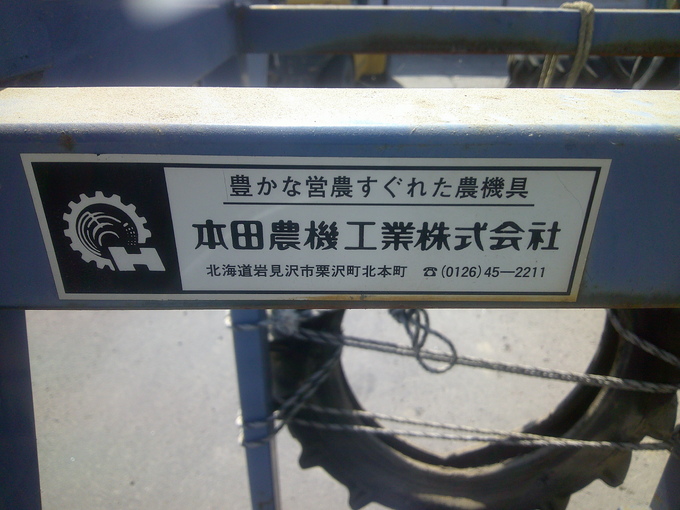 豊かな営農すぐれた農機具
本田農機工業株式会社
北海道岩見沢市栗沢町北本町 ☎(0126)45-2211
H